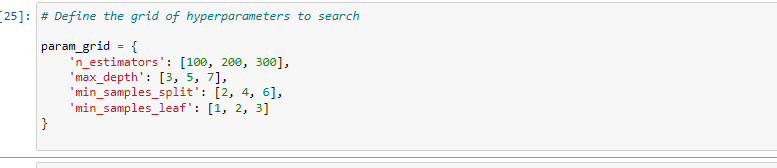 [25]: # Define the grid of hyperparameters to search
param_grid = {
    'n_estimators': [100, 200, 300],
    'max_depth': [3, 5, 7],
    'min_samples_split': [2, 4, 6],
    'min_samples_leaf': [1, 2, 3]
}